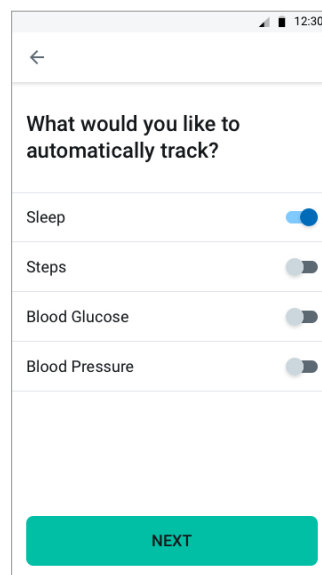 12:30
What would you like to
automatically track?
Sleep
Steps
Blood Glucose
Blood Pressure
NEXT